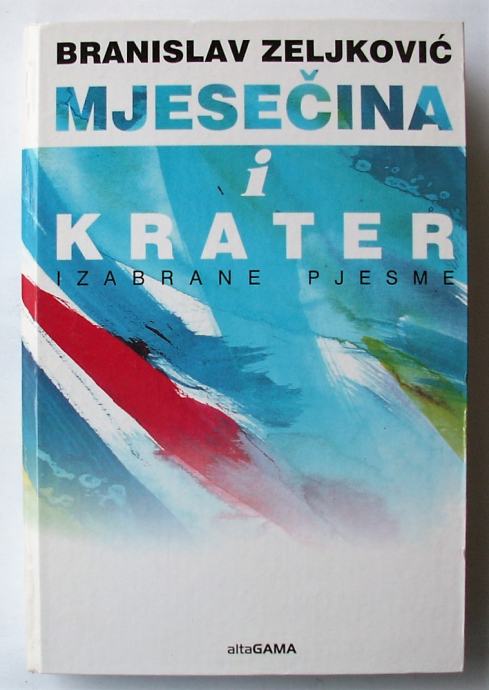 BRANISLAV ZELJKOVIĆ
MJESEČINA
i
KRATER
IZABRANE PJESME
altaGAMA